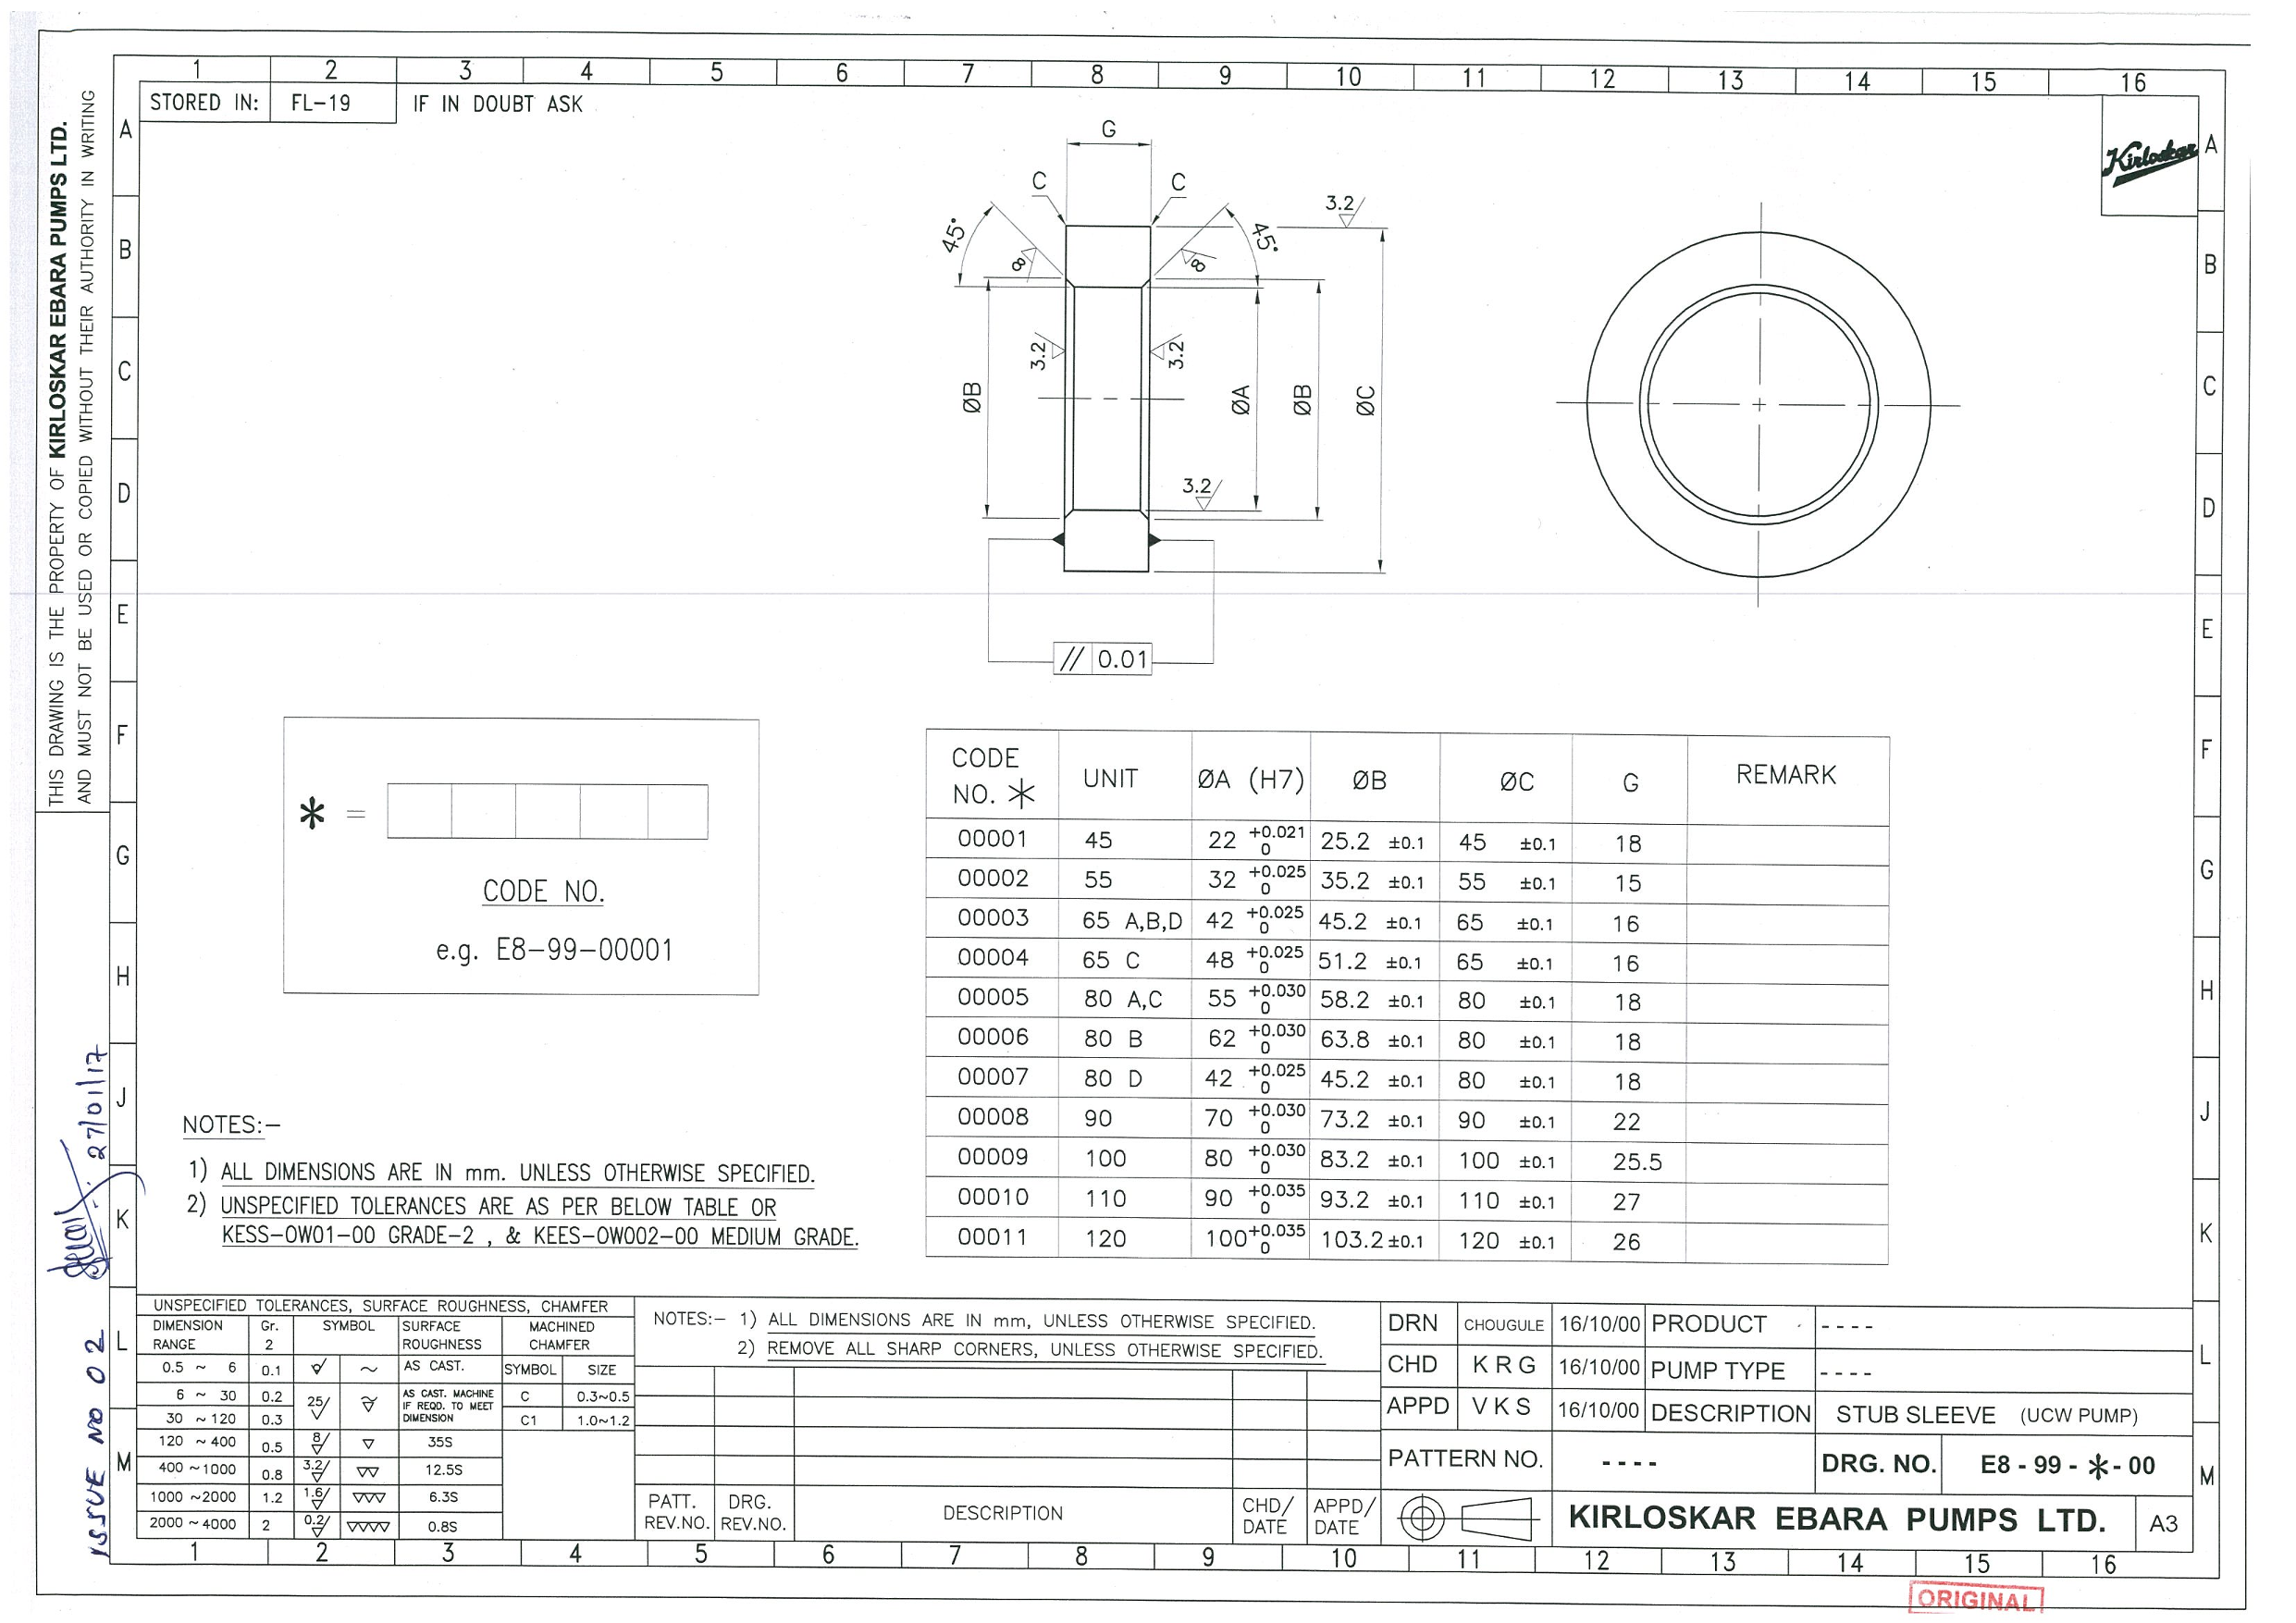 1 2 3 4 5 6 7 8 9 10 11 12 13 14 15 16
STORED IN: FL-19 IF IN DOUBT ASK
Kirloskar
THIS DRAWING IS THE PROPERTY OF KIRLOSKAR EBARA PUMPS LTD.
AND MUST NOT BE USED OR COPIED WITHOUT THEIR AUTHORITY IN WRITING
A
B
C
D
E
F
G
H
J
K
L
M
A
B
C
D
E
F
G
H
J
K
L
M
G
C C
3.2
45° 45°
8 8
3.2 3.2
ØB ØA ØB ØC
3.2
// 0.01
* =
CODE NO.
e.g. E8-99-00001
CODE NO. * UNIT ØA (H7) ØB ØC G REMARK
00001 45 22 +0.021 0 25.2 ±0.1 45 ±0.1 18
00002 55 32 +0.025 0 35.2 ±0.1 55 ±0.1 15
00003 65 A,B,D 42 +0.025 0 45.2 ±0.1 65 ±0.1 16
00004 65 C 48 +0.025 0 51.2 ±0.1 65 ±0.1 16
00005 80 A,C 55 +0.030 0 58.2 ±0.1 80 ±0.1 18
00006 80 B 62 +0.030 0 63.8 ±0.1 80 ±0.1 18
00007 80 D 42 +0.025 0 45.2 ±0.1 80 ±0.1 18
00008 90 70 +0.030 0 73.2 ±0.1 90 ±0.1 22
00009 100 80 +0.030 0 83.2 ±0.1 100 ±0.1 25.5
00010 110 90 +0.035 0 93.2 ±0.1 110 ±0.1 27
00011 120 100 +0.035 0 103.2 ±0.1 120 ±0.1 26
NOTES:-
1) ALL DIMENSIONS ARE IN mm. UNLESS OTHERWISE SPECIFIED.
2) UNSPECIFIED TOLERANCES ARE AS PER BELOW TABLE OR
KESS-OW01-00 GRADE-2 , & KEES-OW002-00 MEDIUM GRADE.
ISSUE NO 02
27/01/17
UNSPECIFIED TOLERANCES, SURFACE ROUGHNESS, CHAMFER
DIMENSION RANGE Gr. 2 SYMBOL SURFACE ROUGHNESS MACHINED CHAMFER
SYMBOL SIZE
0.5 ~ 6 0.1 ~ AS CAST.
6 ~ 30 0.2 25 ~ AS CAST. MACHINE IF REQD. TO MEET DIMENSION C 0.3~0.5
30 ~ 120 0.3 C1 1.0~1.2
120 ~ 400 0.5 8 ▽ 35S
400 ~ 1000 0.8 3.2 ▽▽ 12.5S
1000 ~ 2000 1.2 1.6 ▽▽▽ 6.3S
2000 ~ 4000 2 0.2 ▽▽▽▽ 0.8S
NOTES:- 1) ALL DIMENSIONS ARE IN mm, UNLESS OTHERWISE SPECIFIED.
2) REMOVE ALL SHARP CORNERS, UNLESS OTHERWISE SPECIFIED.
PATT. REV.NO. DRG. REV.NO. DESCRIPTION CHD/ DATE APPD/ DATE
DRN CHOUGULE 16/10/00 PRODUCT ----
CHD K R G 16/10/00 PUMP TYPE ----
APPD V K S 16/10/00 DESCRIPTION STUB SLEEVE (UCW PUMP)
PATTERN NO. ---- DRG. NO. E8 - 99 - * - 00
KIRLOSKAR EBARA PUMPS LTD. A3
1 2 3 4 5 6 7 8 9 10 11 12 13 14 15 16
ORIGINAL